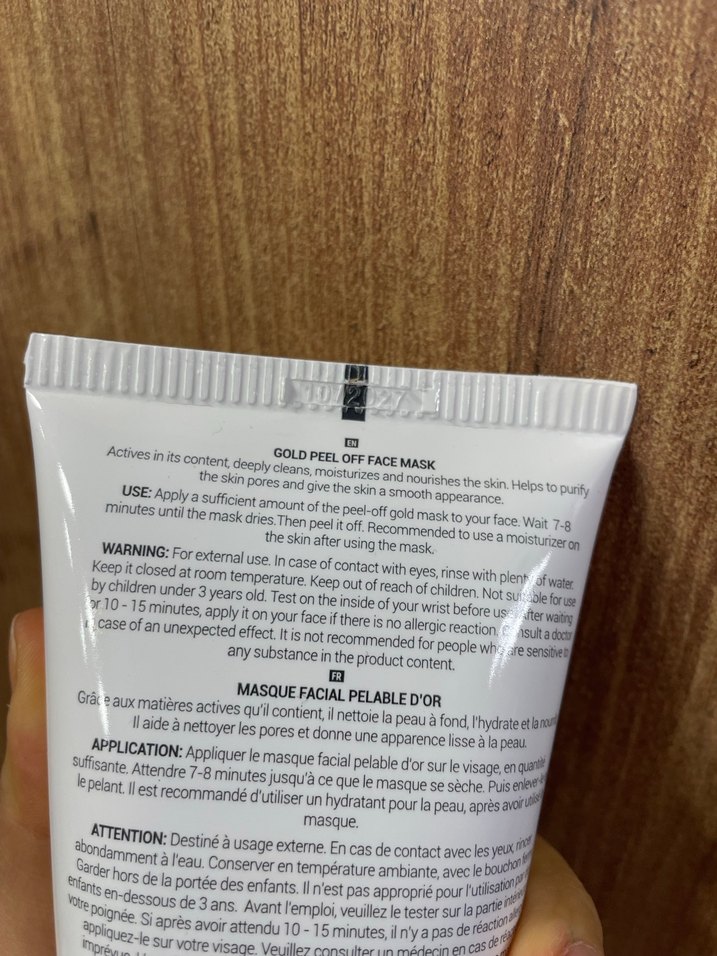 10/2027
EN
GOLD PEEL OFF FACE MASK
Actives in its content, deeply cleans, moisturizes and nourishes the skin. Helps to purify
the skin pores and give the skin a smooth appearance.
USE: Apply a sufficient amount of the peel-off gold mask to your face. Wait 7-8
minutes until the mask dries.Then peel it off. Recommended to use a moisturizer on
the skin after using the mask.
WARNING: For external use. In case of contact with eyes, rinse with plenty of water.
Keep it closed at room temperature. Keep out of reach of children. Not suitable for use
by children under 3 years old. Test on the inside of your wrist before use. After waiting
for 10 - 15 minutes, apply it on your face if there is no allergic reaction. Consult a doctor
in case of an unexpected effect. It is not recommended for people who are sensitive to
any substance in the product content.
FR
MASQUE FACIAL PELABLE D'OR
Grâce aux matières actives qu'il contient, il nettoie la peau à fond, l'hydrate et la
Il aide à nettoyer les pores et donne une apparence lisse à la peau.
APPLICATION: Appliquer le masque facial pelable d'or sur le visage, en quantité
suffisante. Attendre 7-8 minutes jusqu'à ce que le masque se sèche. Puis
le pelant. Il est recommandé d'utiliser un hydratant pour la peau, après avoir
masque.
ATTENTION: Destiné à usage externe. En cas de contact avec les yeux, rincer
abondamment à l'eau. Conserver en température ambiante, avec le bouchon
Garder hors de la portée des enfants. Il n'est pas approprié pour l'utilisation
enfants en-dessous de 3 ans. Avant l'emploi, veuillez le tester sur la partie
votre poignée. Si après avoir attendu 10 - 15 minutes, il n'y a pas de réaction
appliquez-le sur votre visage. Veuillez consulter un médecin en cas de